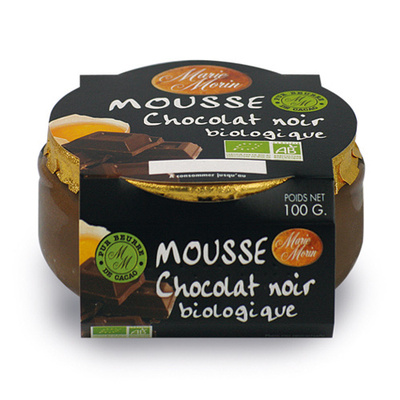 Marie
Morin
MOUSSE
Chocolat noir
biologique
AB
à consommer jusqu'au
POIDS NET
100 G.
PUR BEURRE
MM
DE CACAO
MOUSSE
Marie
Morin
Chocolat noir
biologique
AB